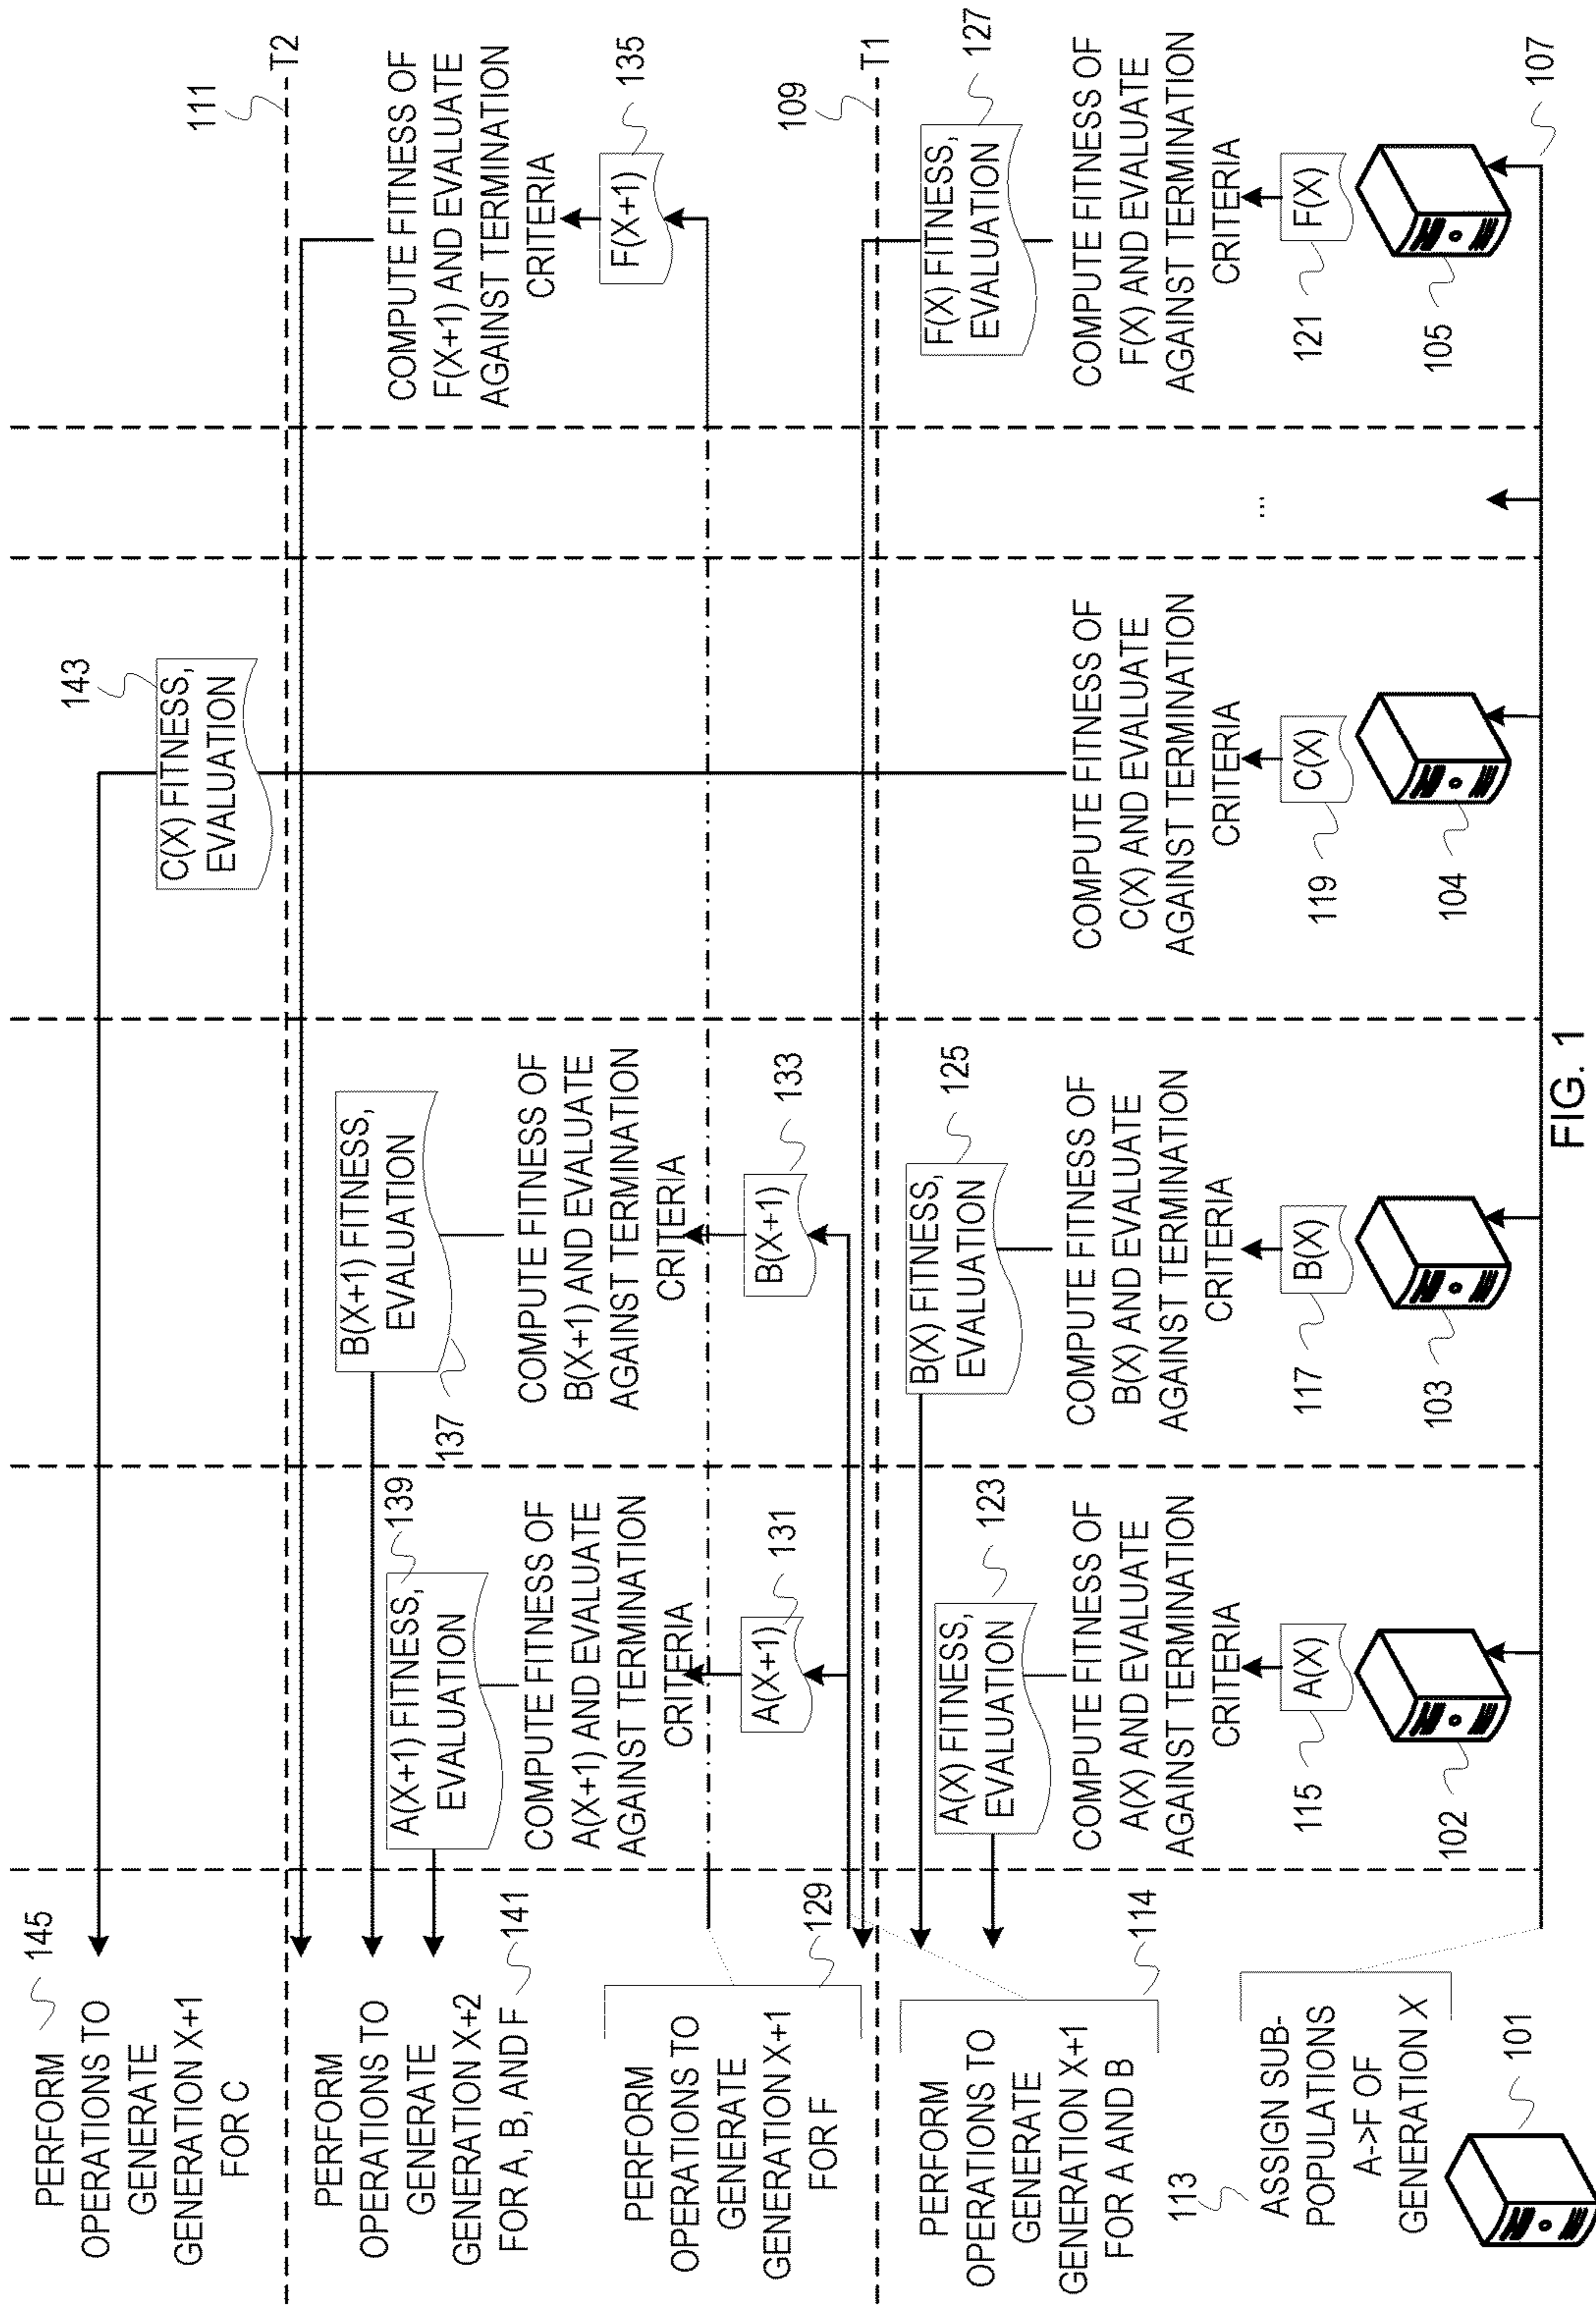 PERFORM
OPERATIONS TO
GENERATE
GENERATION X+1
FOR C
145
C(X) FITNESS,
EVALUATION
143
111
T2
PERFORM
OPERATIONS TO
GENERATE
GENERATION X+2
FOR A, B, AND F
141
A(X+1) FITNESS,
EVALUATION
139
B(X+1) FITNESS,
EVALUATION
137
COMPUTE FITNESS OF
A(X+1) AND EVALUATE
AGAINST TERMINATION
CRITERIA
COMPUTE FITNESS OF
B(X+1) AND EVALUATE
AGAINST TERMINATION
CRITERIA
COMPUTE FITNESS OF
F(X+1) AND EVALUATE
AGAINST TERMINATION
CRITERIA
F(X+1)
135
PERFORM
OPERATIONS TO
GENERATE
GENERATION X+1
FOR F
129
A(X+1)
131
B(X+1)
133
109
T1
PERFORM
OPERATIONS TO
GENERATE
GENERATION X+1
FOR A AND B
114
A(X) FITNESS,
EVALUATION
123
B(X) FITNESS,
EVALUATION
125
F(X) FITNESS,
EVALUATION
127
COMPUTE FITNESS OF
A(X) AND EVALUATE
AGAINST TERMINATION
CRITERIA
COMPUTE FITNESS OF
B(X) AND EVALUATE
AGAINST TERMINATION
CRITERIA
COMPUTE FITNESS OF
C(X) AND EVALUATE
AGAINST TERMINATION
CRITERIA
...
COMPUTE FITNESS OF
F(X) AND EVALUATE
AGAINST TERMINATION
CRITERIA
113
ASSIGN SUB-
POPULATIONS
A->F OF
GENERATION X
115
A(X)
117
B(X)
119
C(X)
121
F(X)
101
102
103
104
105
107
FIG. 1